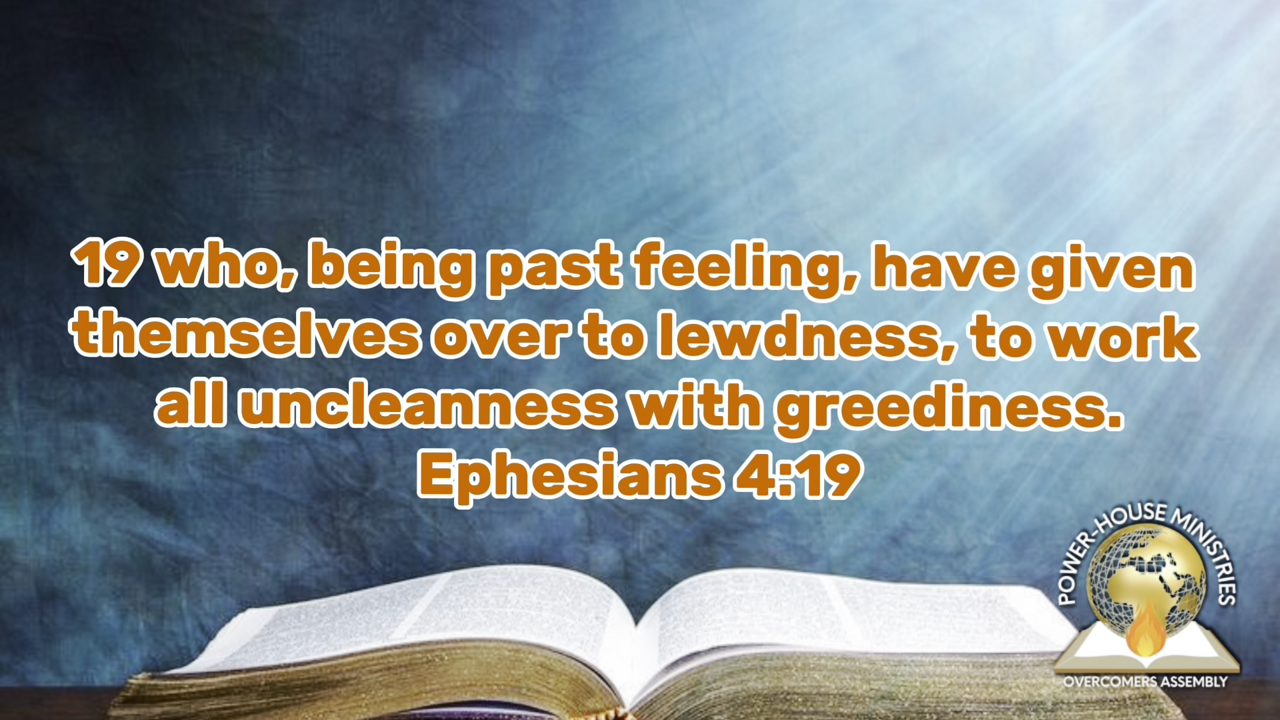 19 who, being past feeling, have given
themselves over to lewdness, to work
all uncleanness with greediness.
Ephesians 4:19
POWER-HOUSE MINISTRIES
OVERCOMERS ASSEMBLY